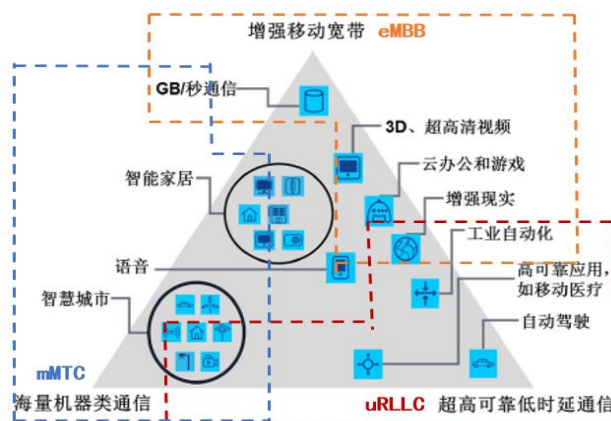 增强移动宽带 eMBB
GB/秒通信
3D、超高清视频
智能家居
云办公和游戏
增强现实
工业自动化
语音
高可靠应用，
如移动医疗
智慧城市
自动驾驶
mMTC
海量机器类通信
uRLLC 超高可靠低时延通信